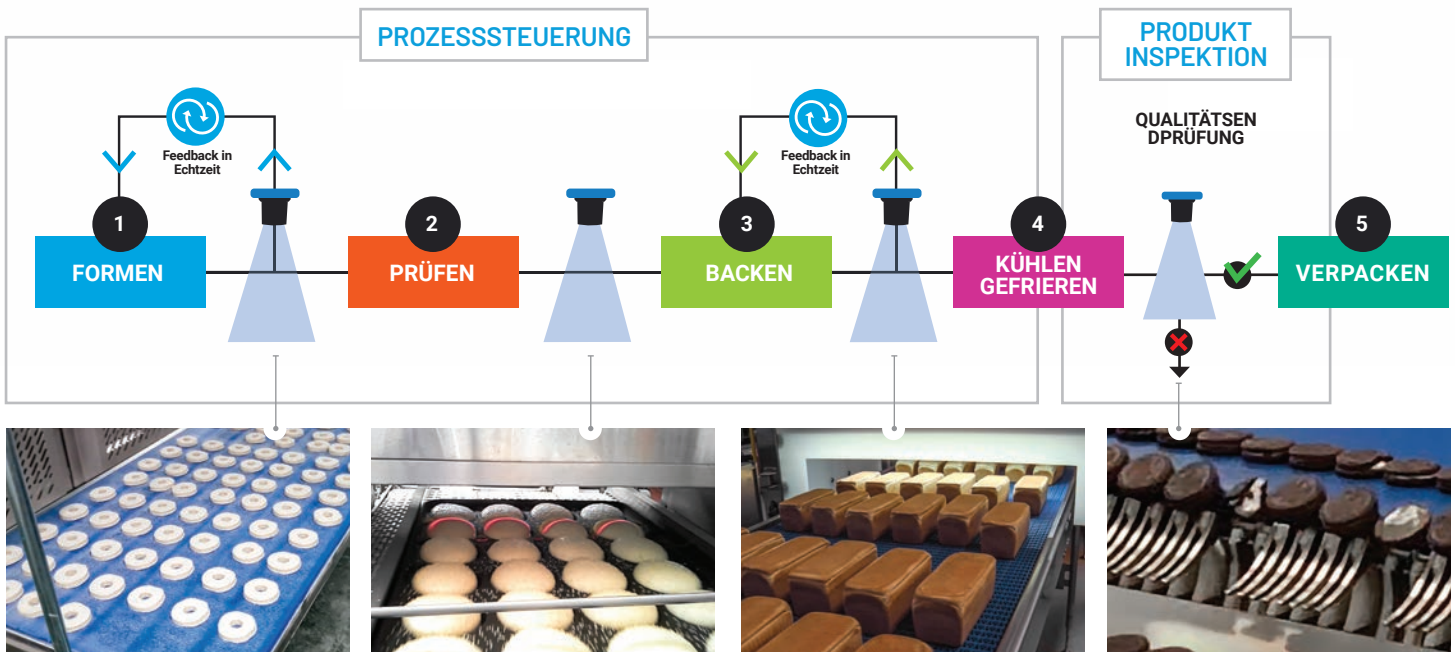 PROZESSSTEUERUNG
PRODUKT
INSPEKTION
Feedback in
Echtzeit
Feedback in
Echtzeit
QUALITÄTSEN
DPRÜFUNG
1
FORMEN
2
PRÜFEN
3
BACKEN
4
KÜHLEN
GEFRIEREN
5
VERPACKEN